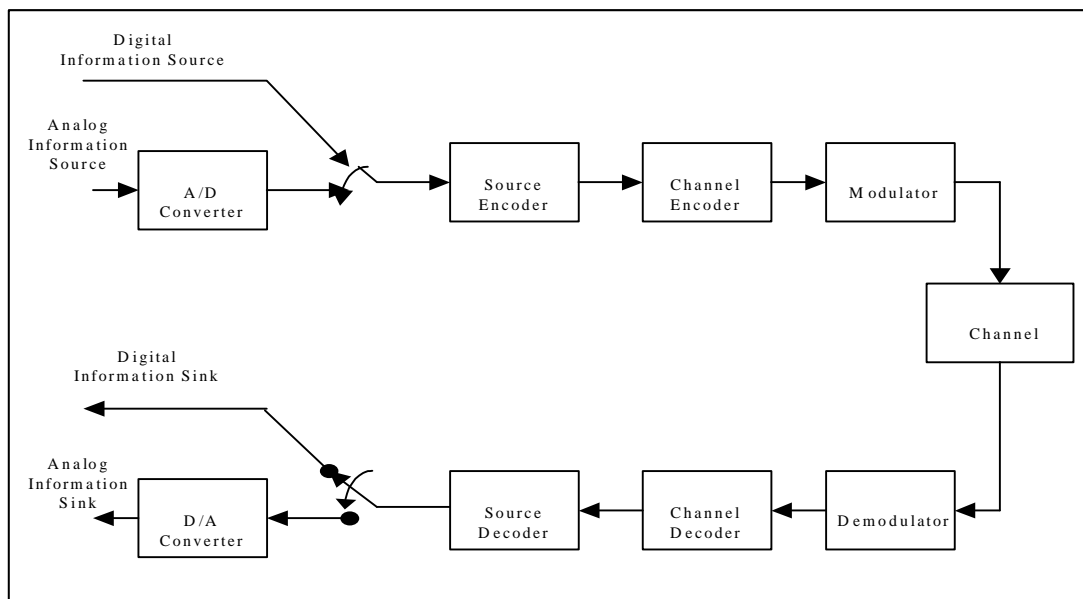 Digital
Information Source
Analog
Information
Source
A/D
Converter
Source
Encoder
Channel
Encoder
Modulator
Channel
Digital
Information Sink
Analog
Information
Sink
D/A
Converter
Source
Decoder
Channel
Decoder
Demodulator